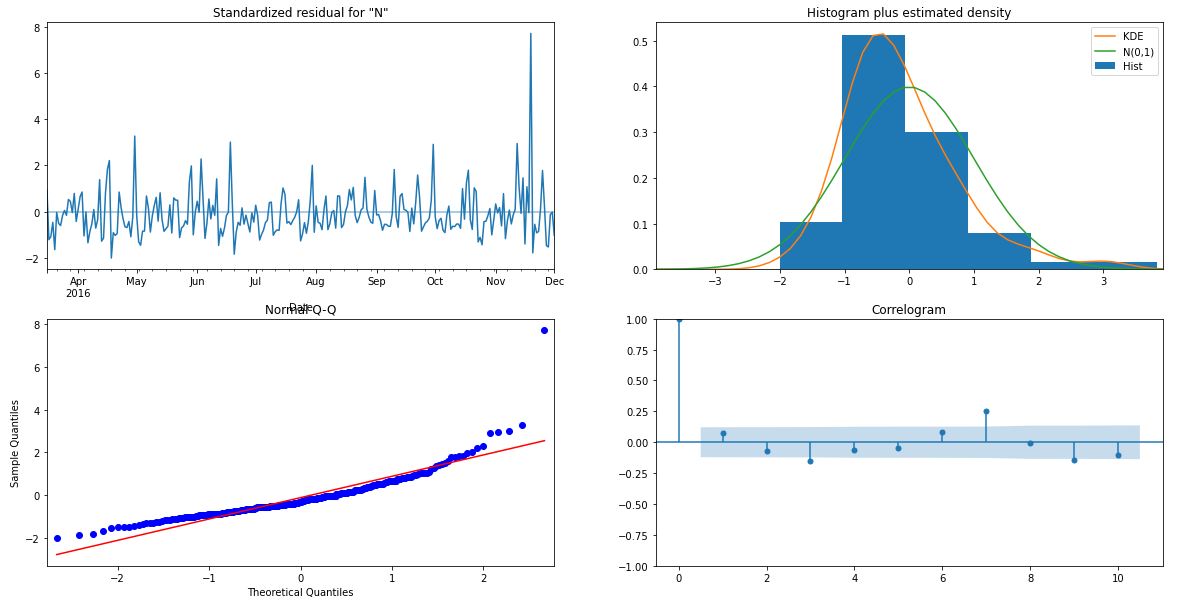 Standardized residual for "N"
8
6
4
2
0
−2
Apr
2016
May
Jun
Jul
Aug
Sep
Oct
Nov
Dec
Date
Histogram plus estimated density
KDE
N(0,1)
Hist
0.5
0.4
0.3
0.2
0.1
0.0
−3
−2
−1
0
1
2
3
Normal Q-Q
Sample Quantiles
8
6
4
2
0
−2
−2
−1
0
1
2
Theoretical Quantiles
Correlogram
1.00
0.75
0.50
0.25
0.00
−0.25
−0.50
−0.75
−1.00
0
2
4
6
8
10